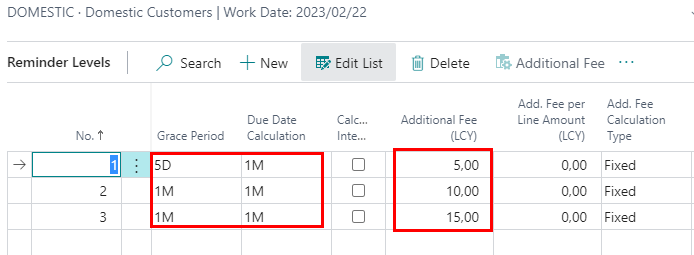 DOMESTIC · Domestic Customers | Work Date: 2023/02/22
Reminder Levels Search + New Edit List Delete Additional Fee ···
No. ↑ Grace Period Due Date Calculation Calc... Inte... Additional Fee (LCY) Add. Fee per Line Amount (LCY) Add. Fee Calculation Type
→ 1 5D 1M 5,00 0,00 Fixed
2 1M 1M 10,00 0,00 Fixed
3 1M 1M 15,00 0,00 Fixed